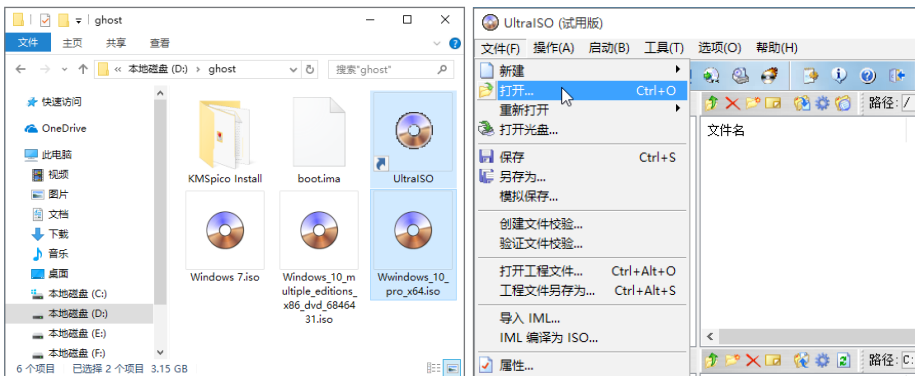 ghost
文件 主页 共享 查看
« 本地磁盘 (D:) › ghost
搜索"ghost"
快速访问
OneDrive
此电脑
视频
图片
文档
下载
音乐
桌面
本地磁盘 (C:)
本地磁盘 (D:)
本地磁盘 (E:)
本地磁盘 (F:)
KMSpico Install
boot.ima
UltraISO
Windows 7.iso
Windows_10_m
ultiple_editions_
x86_dvd_68464
31.iso
Wwindows_10_
pro_x64.iso
6 个项目 已选择 2 个项目 3.15 GB
UltraISO (试用版)
文件(F) 操作(A) 启动(B) 工具(T) 选项(O) 帮助(H)
新建
打开... Ctrl+O
重新打开
打开光盘...
保存 Ctrl+S
另存为...
模拟保存...
创建文件校验...
验证文件校验...
打开工程文件... Ctrl+Alt+O
工程文件另存为... Ctrl+Alt+S
导入 IML...
IML 编译为 ISO...
属性...
路径: /
文件名
路径: C: